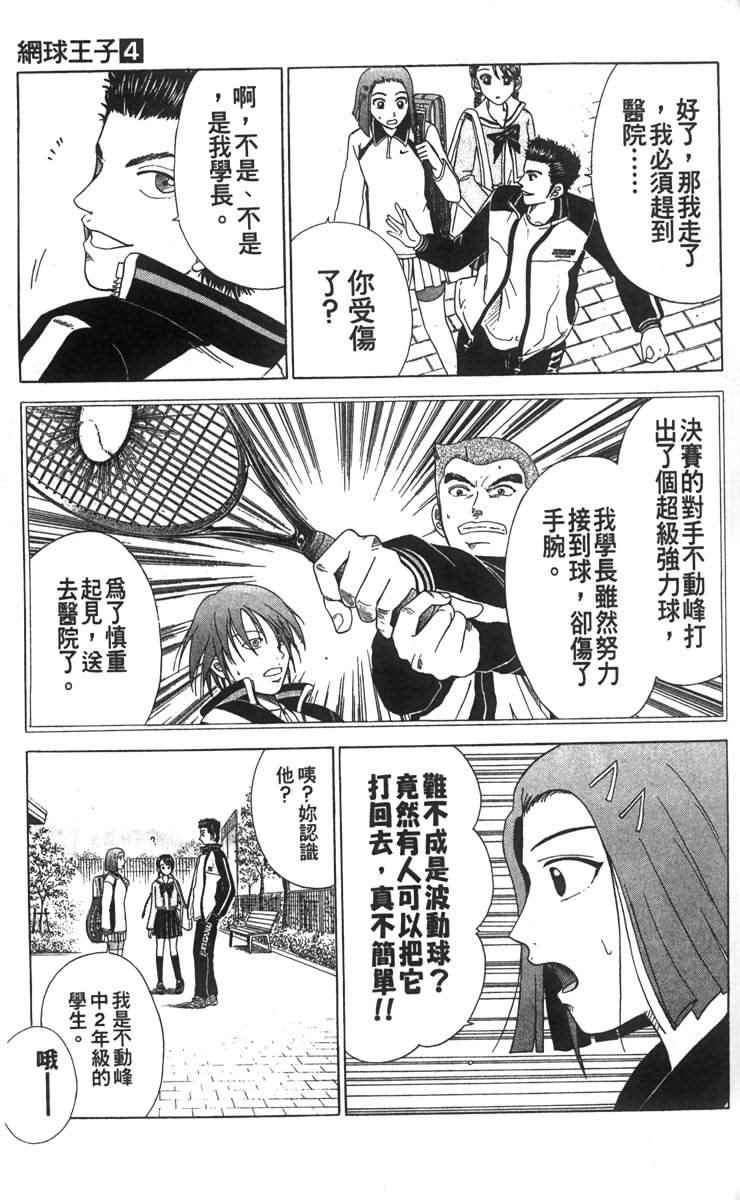 網球王子4
好了，那我走了
，我必須趕到
醫院……
你受傷
了？
啊，不是、不是
，是我學長。
決賽的對手不動峰打
出了個超級強力球，
我學長雖然努力
接到球，卻傷了
手腕。
為了慎重
起見，送
去醫院了。
難不成是波動球？
竟然有人可以把它
打回去，真不簡單!!
咦？妳認識
他？
我是不動峰
中2年級的
學生。
哦—